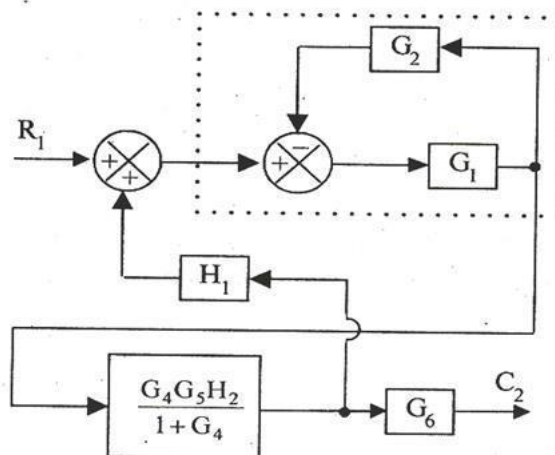 G₂
R₁
+ +
+ −
G₁
H₁
G₄G₅H₂
1+G₄
G₆
C₂